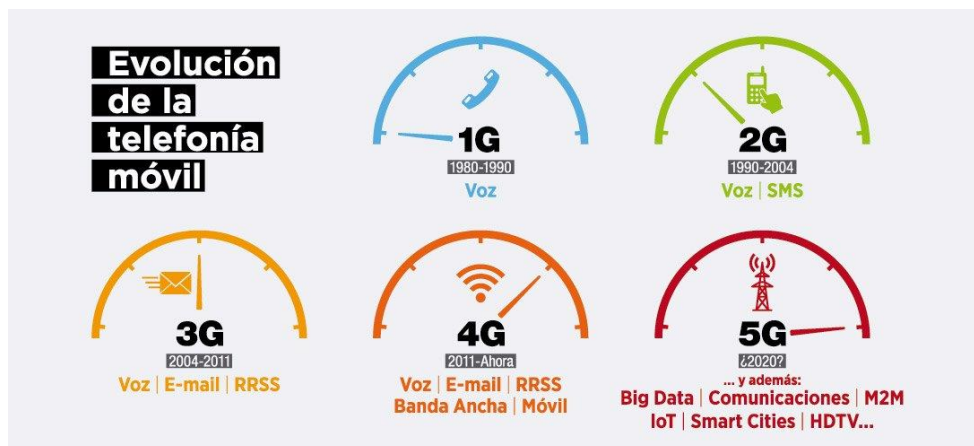 Evolución
de la
telefonía
móvil
1G
1980-1990
Voz
2G
1990-2004
Voz | SMS
3G
2004-2011
Voz | E-mail | RRSS
4G
2011-Ahora
Voz | E-mail | RRSS
Banda Ancha | Móvil
5G
¿2020?
... y además:
Big Data | Comunicaciones | M2M
IoT | Smart Cities | HDTV...